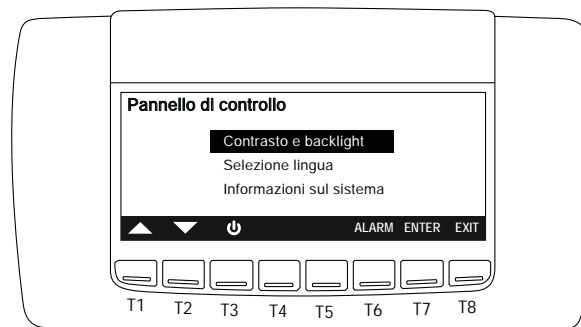 Pannello di controllo
Contrasto e backlight
Selezione lingua
Informazioni sul sistema
ALARM ENTER EXIT
T1 T2 T3 T4 T5 T6 T7 T8